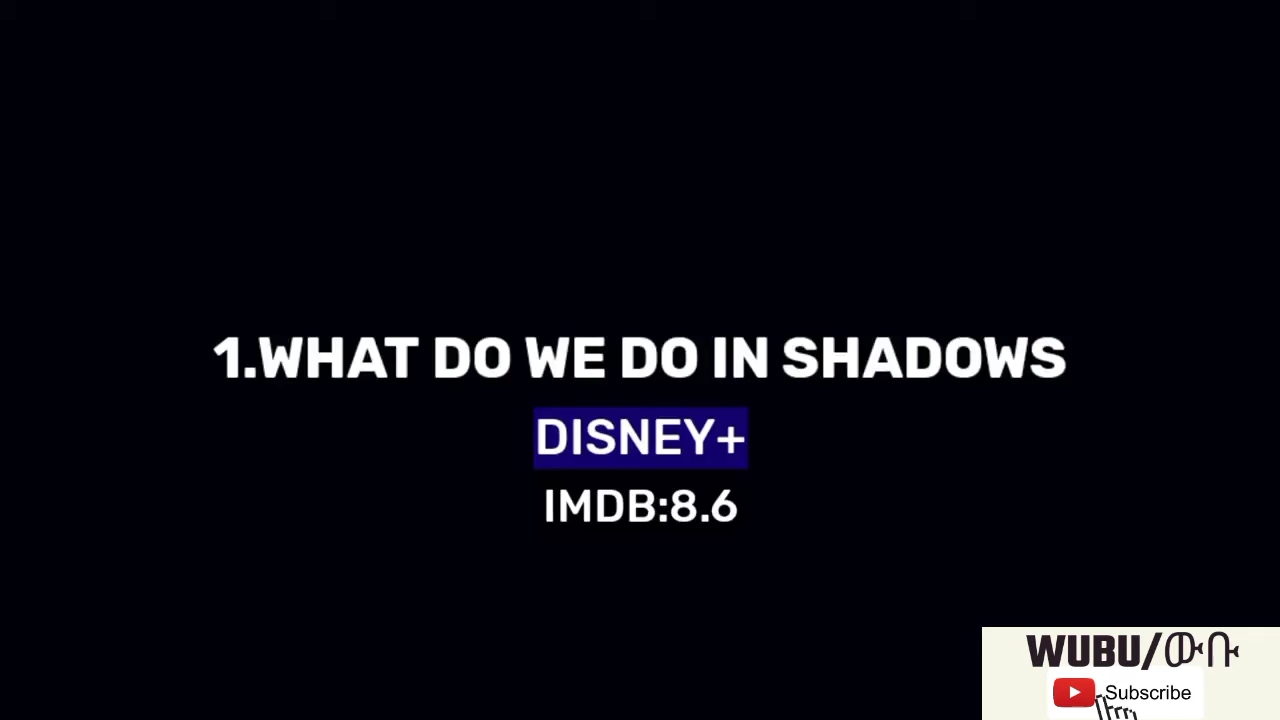 1.WHAT DO WE DO IN SHADOWS
DISNEY+
IMDB:8.6
WUBU/ውቡ
Subscribe